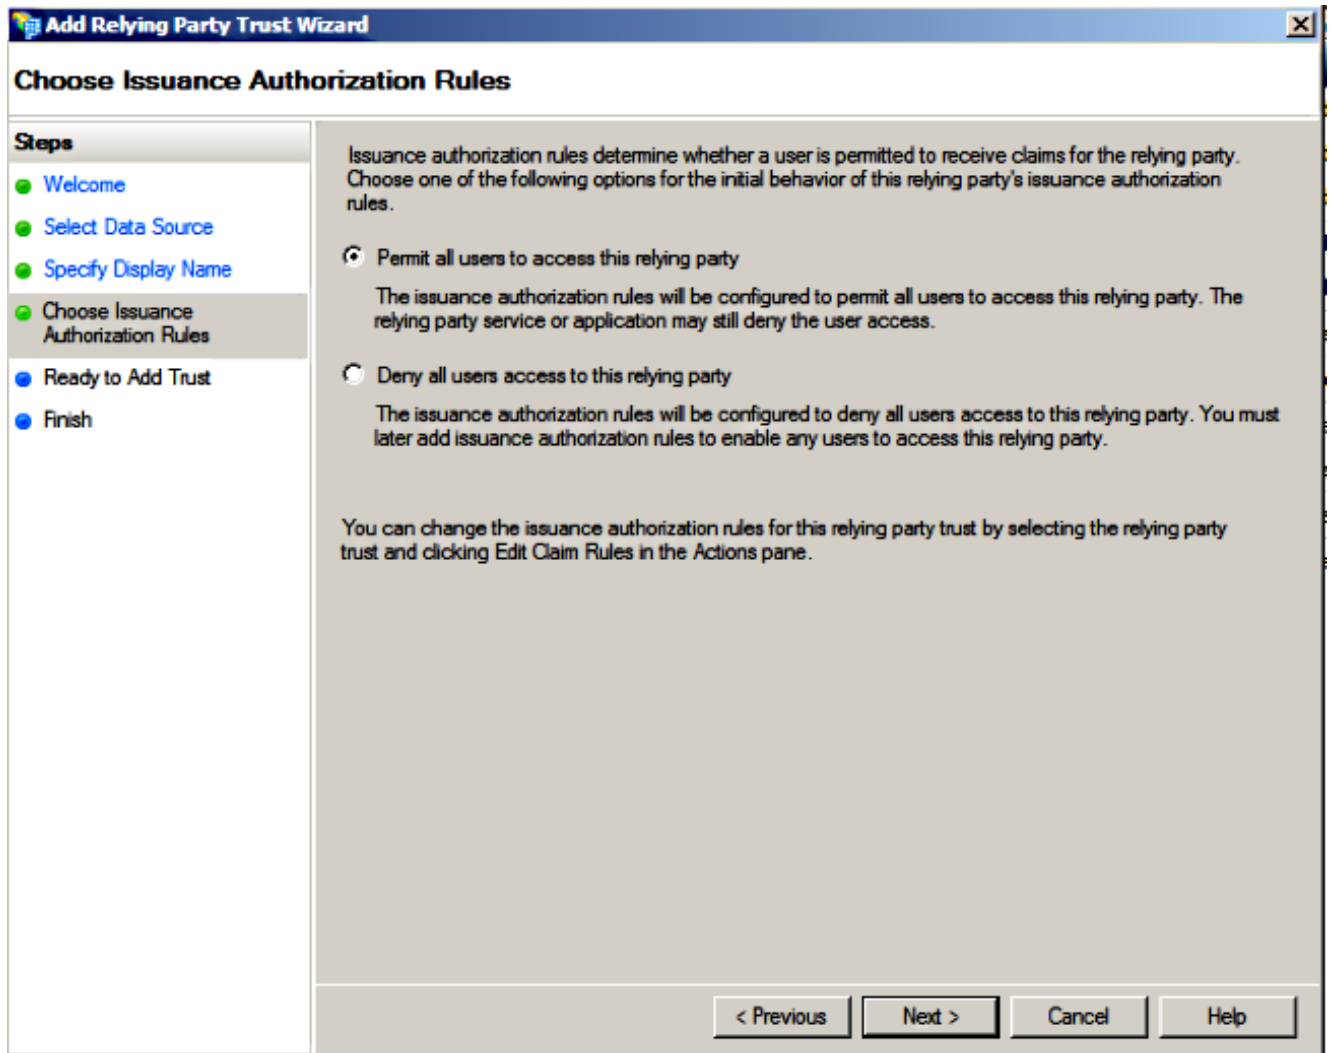 Add Relying Party Trust Wizard
Choose Issuance Authorization Rules
Steps
Welcome
Select Data Source
Specify Display Name
Choose Issuance
Authorization Rules
Ready to Add Trust
Finish
Issuance authorization rules determine whether a user is permitted to receive claims for the relying party.
Choose one of the following options for the initial behavior of this relying party's issuance authorization
rules.
Permit all users to access this relying party
The issuance authorization rules will be configured to permit all users to access this relying party. The
relying party service or application may still deny the user access.
Deny all users access to this relying party
The issuance authorization rules will be configured to deny all users access to this relying party. You must
later add issuance authorization rules to enable any users to access this relying party.
You can change the issuance authorization rules for this relying party trust by selecting the relying party
trust and clicking Edit Claim Rules in the Actions pane.
< Previous
Next >
Cancel
Help